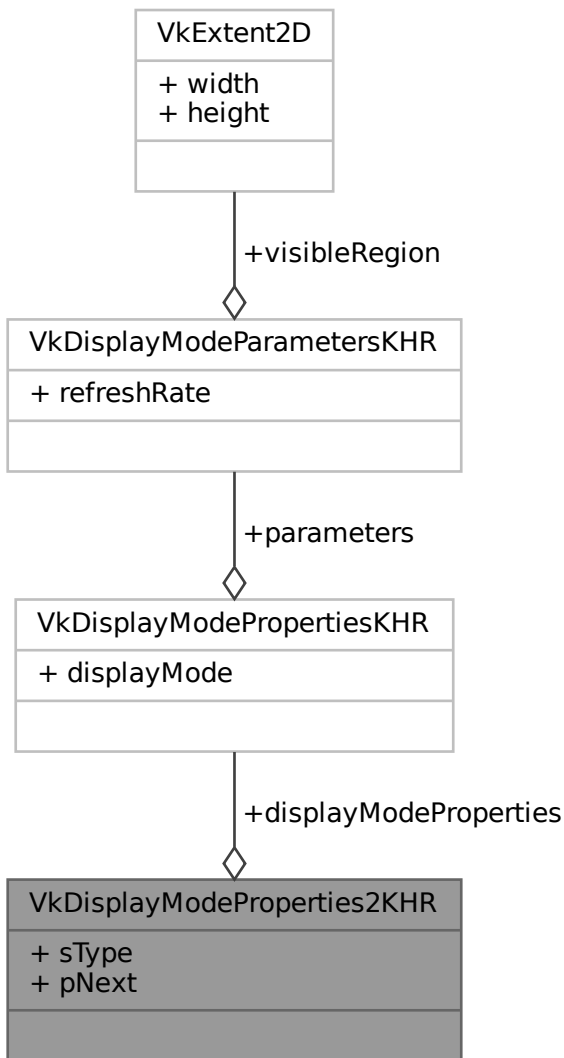 VkExtent2D
+ width
+ height
+visibleRegion
VkDisplayModeParametersKHR
+ refreshRate
+parameters
VkDisplayModePropertiesKHR
+ displayMode
+displayModeProperties
VkDisplayModeProperties2KHR
+ sType
+ pNext